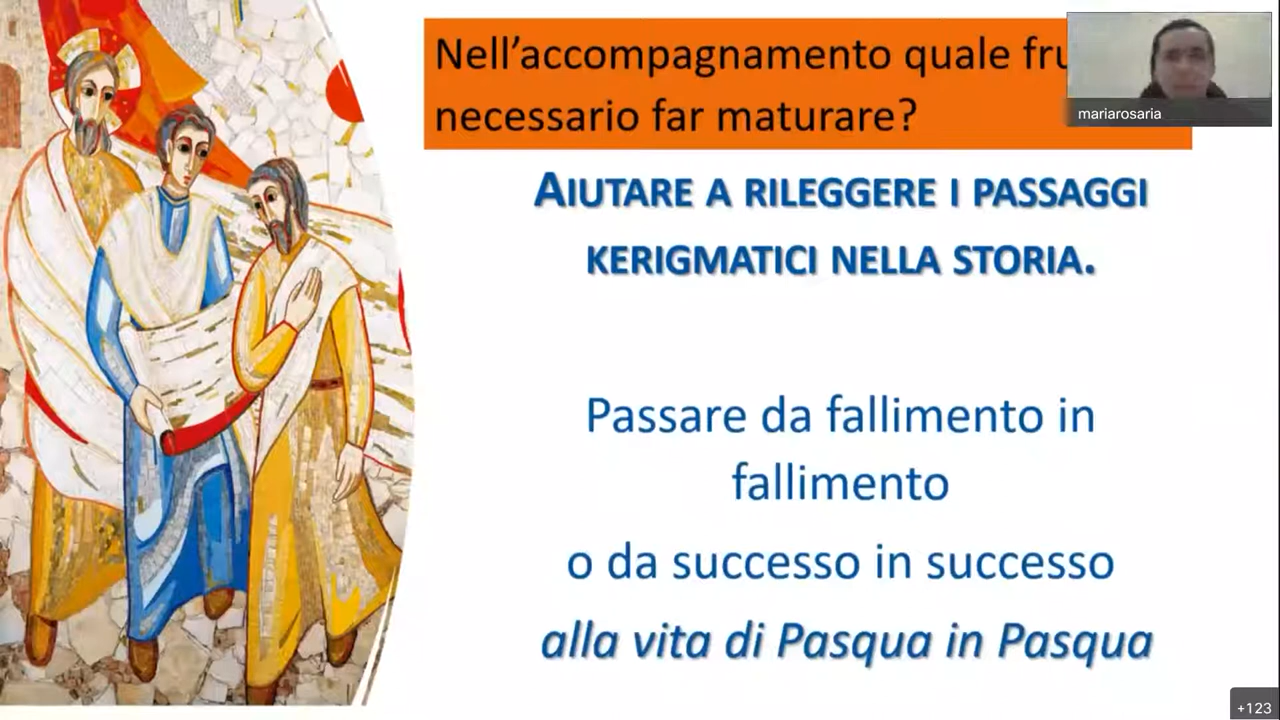 Nell’accompagnamento quale
necessario far maturare?
mariarosaria
AIUTARE A RILEGGERE I PASSAGGI
KERIGMATICI NELLA STORIA.
Passare da fallimento in
fallimento
o da successo in successo
alla vita di Pasqua in Pasqua
+123